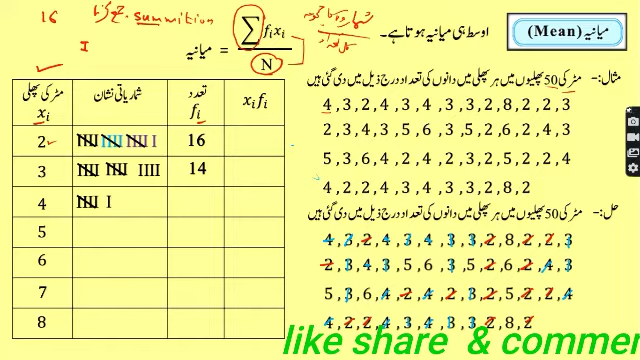 میانیہ (Mean)
اوسط ہی میانیہ ہوتا ہے۔
16
summition جمع کرنا
I
میانیہ = ∑ fᵢxᵢ / N
مثال:- مٹر کی 50 پھلیوں میں ہر پھلی میں دانوں کی تعداد درج ذیل میں دی گئی ہیں
4,3,2,4,3,4,3,3,2,8,2,2,3
2,3,4,3,5,6,3,5,2,6,2,4,3
5,3,6,4,2,4,2,3,2,5,2,2,4
4,2,2,4,3,4,3,3,2,8,2
حل:- مٹر کی 50 پھلیوں میں ہر پھلی میں دانوں کی تعداد درج ذیل میں دی گئی ہیں
4,3,2,4,3,4,3,3,2,8,2,2,3
2,3,4,3,5,6,3,5,2,6,2,4,3
5,3,6,4,2,4,2,3,2,5,2,2,4
4,2,2,4,3,4,3,3,2,8,2
مٹر کی پھلی xᵢ شماریاتی نشان تعداد fᵢ xᵢfᵢ
2 16
3 14
4
5
6
7
8
like share & commer